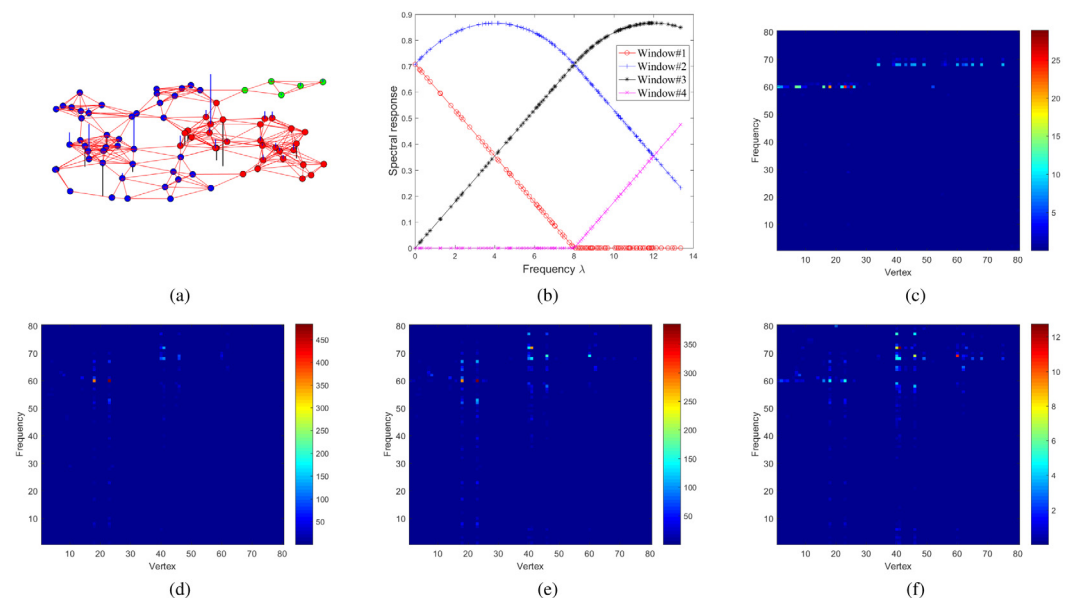 0.9
0.8
0.7
0.6
0.5
0.4
0.3
0.2
0.1
0
Spectral response
Window#1
Window#2
Window#3
Window#4
0 2 4 6 8 10 12 14
Frequency λ
80
70
60
50
40
30
20
10
Frequency
10 20 30 40 50 60 70 80
Vertex
25
20
15
10
5
(a)
(b)
(c)
80
70
60
50
40
30
20
10
Frequency
10 20 30 40 50 60 70 80
Vertex
450
400
350
300
250
200
150
100
50
80
70
60
50
40
30
20
10
Frequency
10 20 30 40 50 60 70 80
Vertex
350
300
250
200
150
100
50
80
70
60
50
40
30
20
10
Frequency
10 20 30 40 50 60 70 80
Vertex
12
10
8
6
4
2
(d)
(e)
(f)